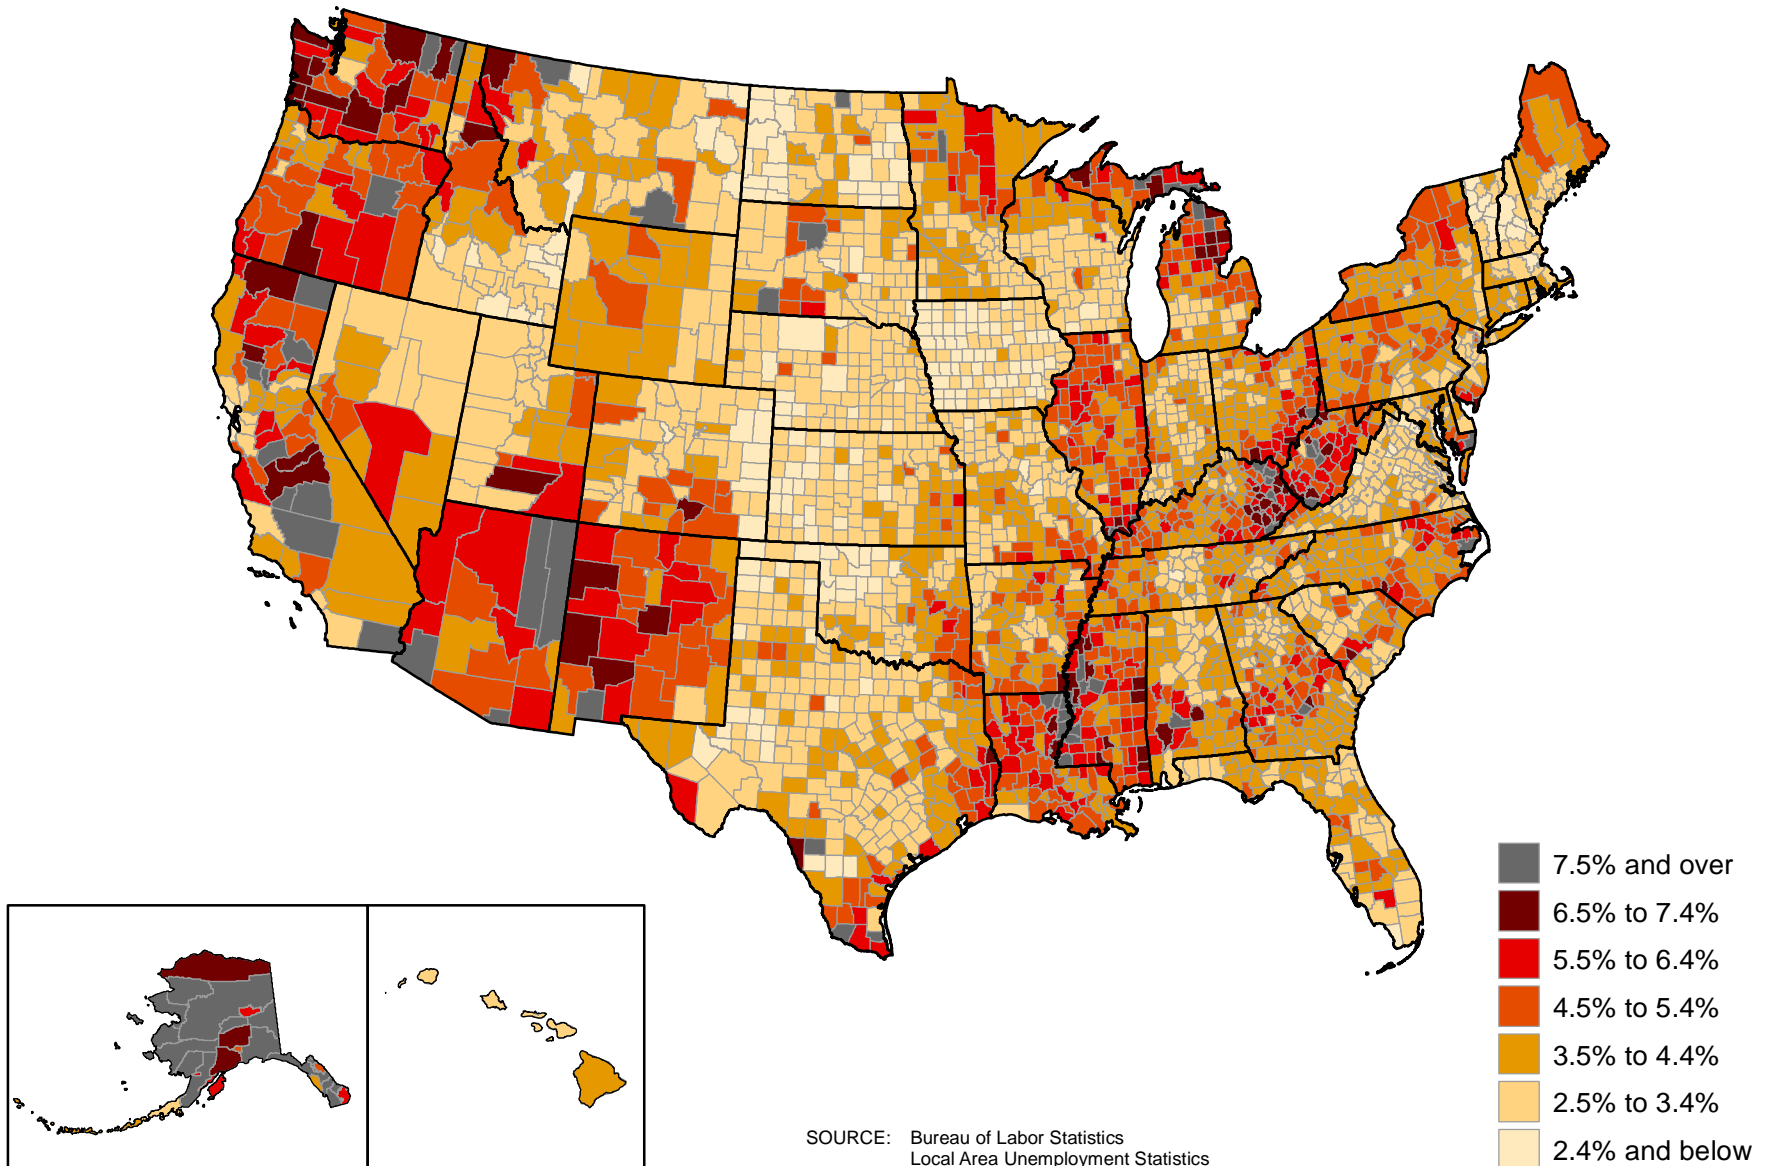 7.5% and over
6.5% to 7.4%
5.5% to 6.4%
4.5% to 5.4%
3.5% to 4.4%
2.5% to 3.4%
2.4% and below
SOURCE: Bureau of Labor Statistics
Local Area Unemployment Statistics